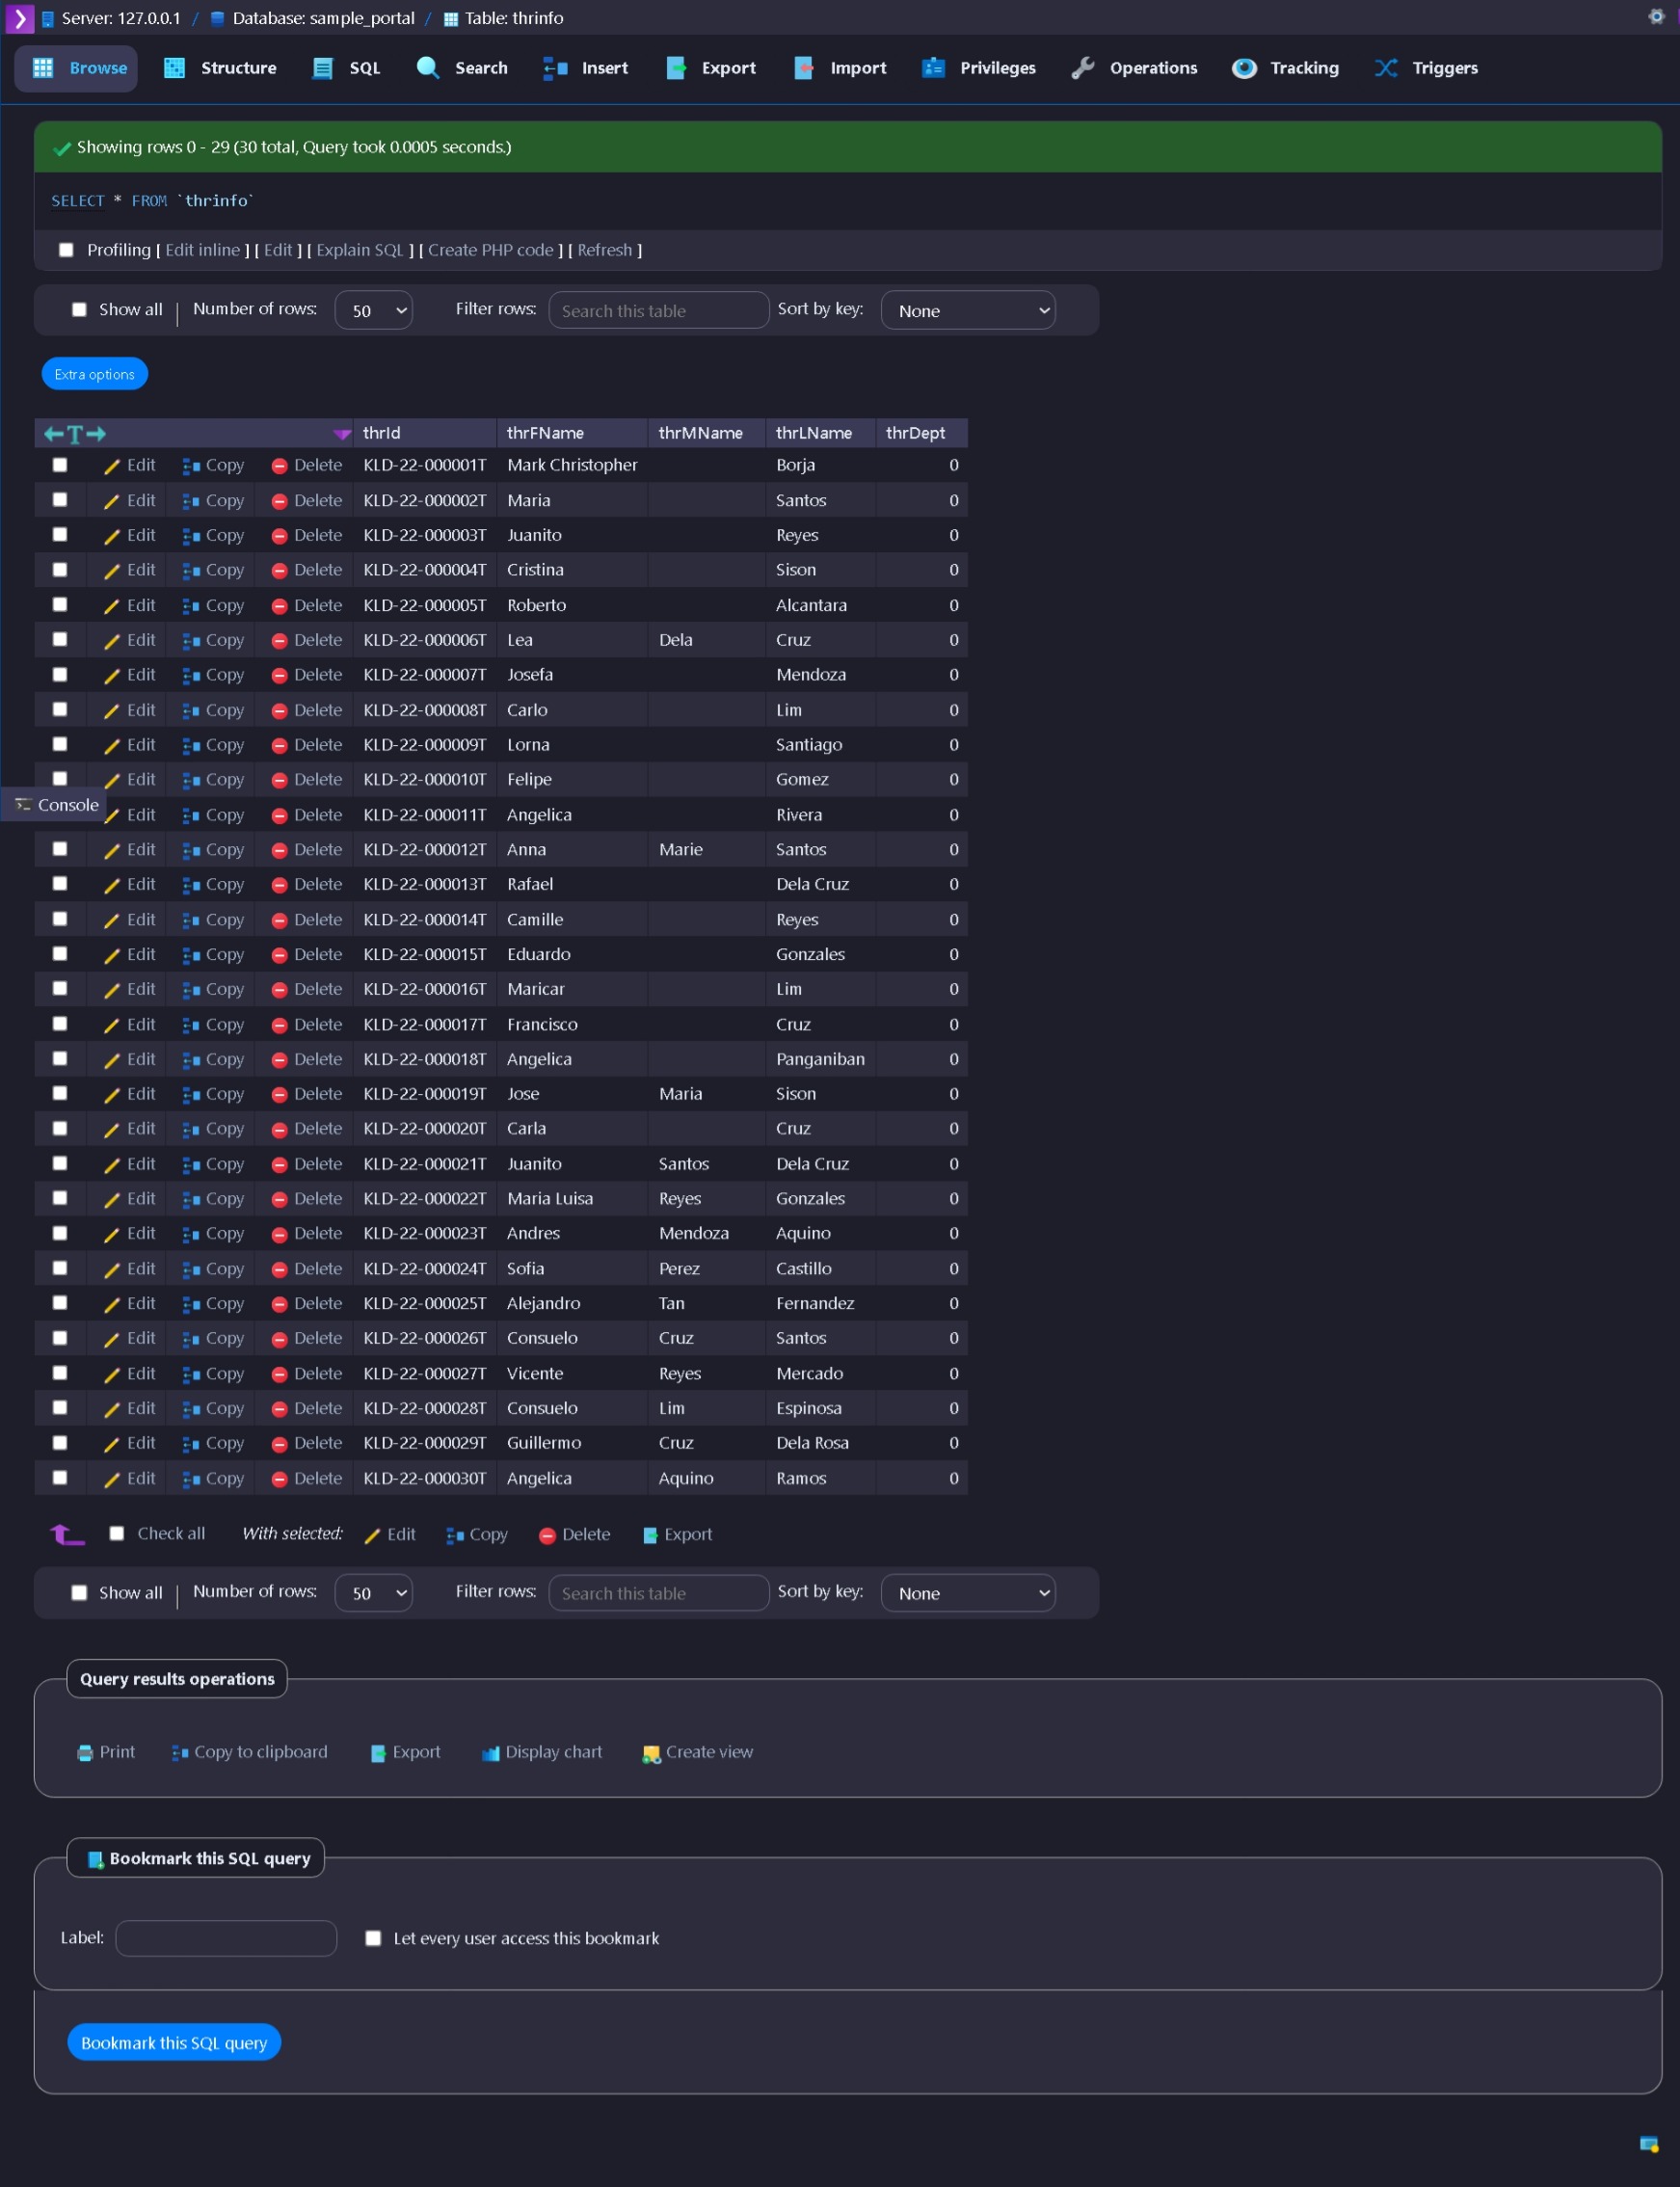 Server: 127.0.0.1 / Database: sample_portal / Table: thrinfo
Browse Structure SQL Search Insert Export Import Privileges Operations Tracking Triggers
Showing rows 0 - 29 (30 total, Query took 0.0005 seconds.)
SELECT * FROM `thrinfo`
Profiling [ Edit inline ] [ Edit ] [ Explain SQL ] [ Create PHP code ] [ Refresh ]
Show all | Number of rows: 50 Filter rows: Search this table Sort by key: None
Extra options
←T→ thrId thrFName thrMName thrLName thrDept
Edit Copy Delete KLD-22-000001T Mark Christopher Borja 0
Edit Copy Delete KLD-22-000002T Maria Santos 0
Edit Copy Delete KLD-22-000003T Juanito Reyes 0
Edit Copy Delete KLD-22-000004T Cristina Sison 0
Edit Copy Delete KLD-22-000005T Roberto Alcantara 0
Edit Copy Delete KLD-22-000006T Lea Dela Cruz 0
Edit Copy Delete KLD-22-000007T Josefa Mendoza 0
Edit Copy Delete KLD-22-000008T Carlo Lim 0
Edit Copy Delete KLD-22-000009T Lorna Santiago 0
Edit Copy Delete KLD-22-000010T Felipe Gomez 0
Console
Edit Copy Delete KLD-22-000011T Angelica Rivera 0
Edit Copy Delete KLD-22-000012T Anna Marie Santos 0
Edit Copy Delete KLD-22-000013T Rafael Dela Cruz 0
Edit Copy Delete KLD-22-000014T Camille Reyes 0
Edit Copy Delete KLD-22-000015T Eduardo Gonzales 0
Edit Copy Delete KLD-22-000016T Maricar Lim 0
Edit Copy Delete KLD-22-000017T Francisco Cruz 0
Edit Copy Delete KLD-22-000018T Angelica Panganiban 0
Edit Copy Delete KLD-22-000019T Jose Maria Sison 0
Edit Copy Delete KLD-22-000020T Carla Cruz 0
Edit Copy Delete KLD-22-000021T Juanito Santos Dela Cruz 0
Edit Copy Delete KLD-22-000022T Maria Luisa Reyes Gonzales 0
Edit Copy Delete KLD-22-000023T Andres Mendoza Aquino 0
Edit Copy Delete KLD-22-000024T Sofia Perez Castillo 0
Edit Copy Delete KLD-22-000025T Alejandro Tan Fernandez 0
Edit Copy Delete KLD-22-000026T Consuelo Cruz Santos 0
Edit Copy Delete KLD-22-000027T Vicente Reyes Mercado 0
Edit Copy Delete KLD-22-000028T Consuelo Lim Espinosa 0
Edit Copy Delete KLD-22-000029T Guillermo Cruz Dela Rosa 0
Edit Copy Delete KLD-22-000030T Angelica Aquino Ramos 0
Check all With selected: Edit Copy Delete Export
Show all | Number of rows: 50 Filter rows: Search this table Sort by key: None
Query results operations
Print Copy to clipboard Export Display chart Create view
Bookmark this SQL query
Label: Let every user access this bookmark
Bookmark this SQL query